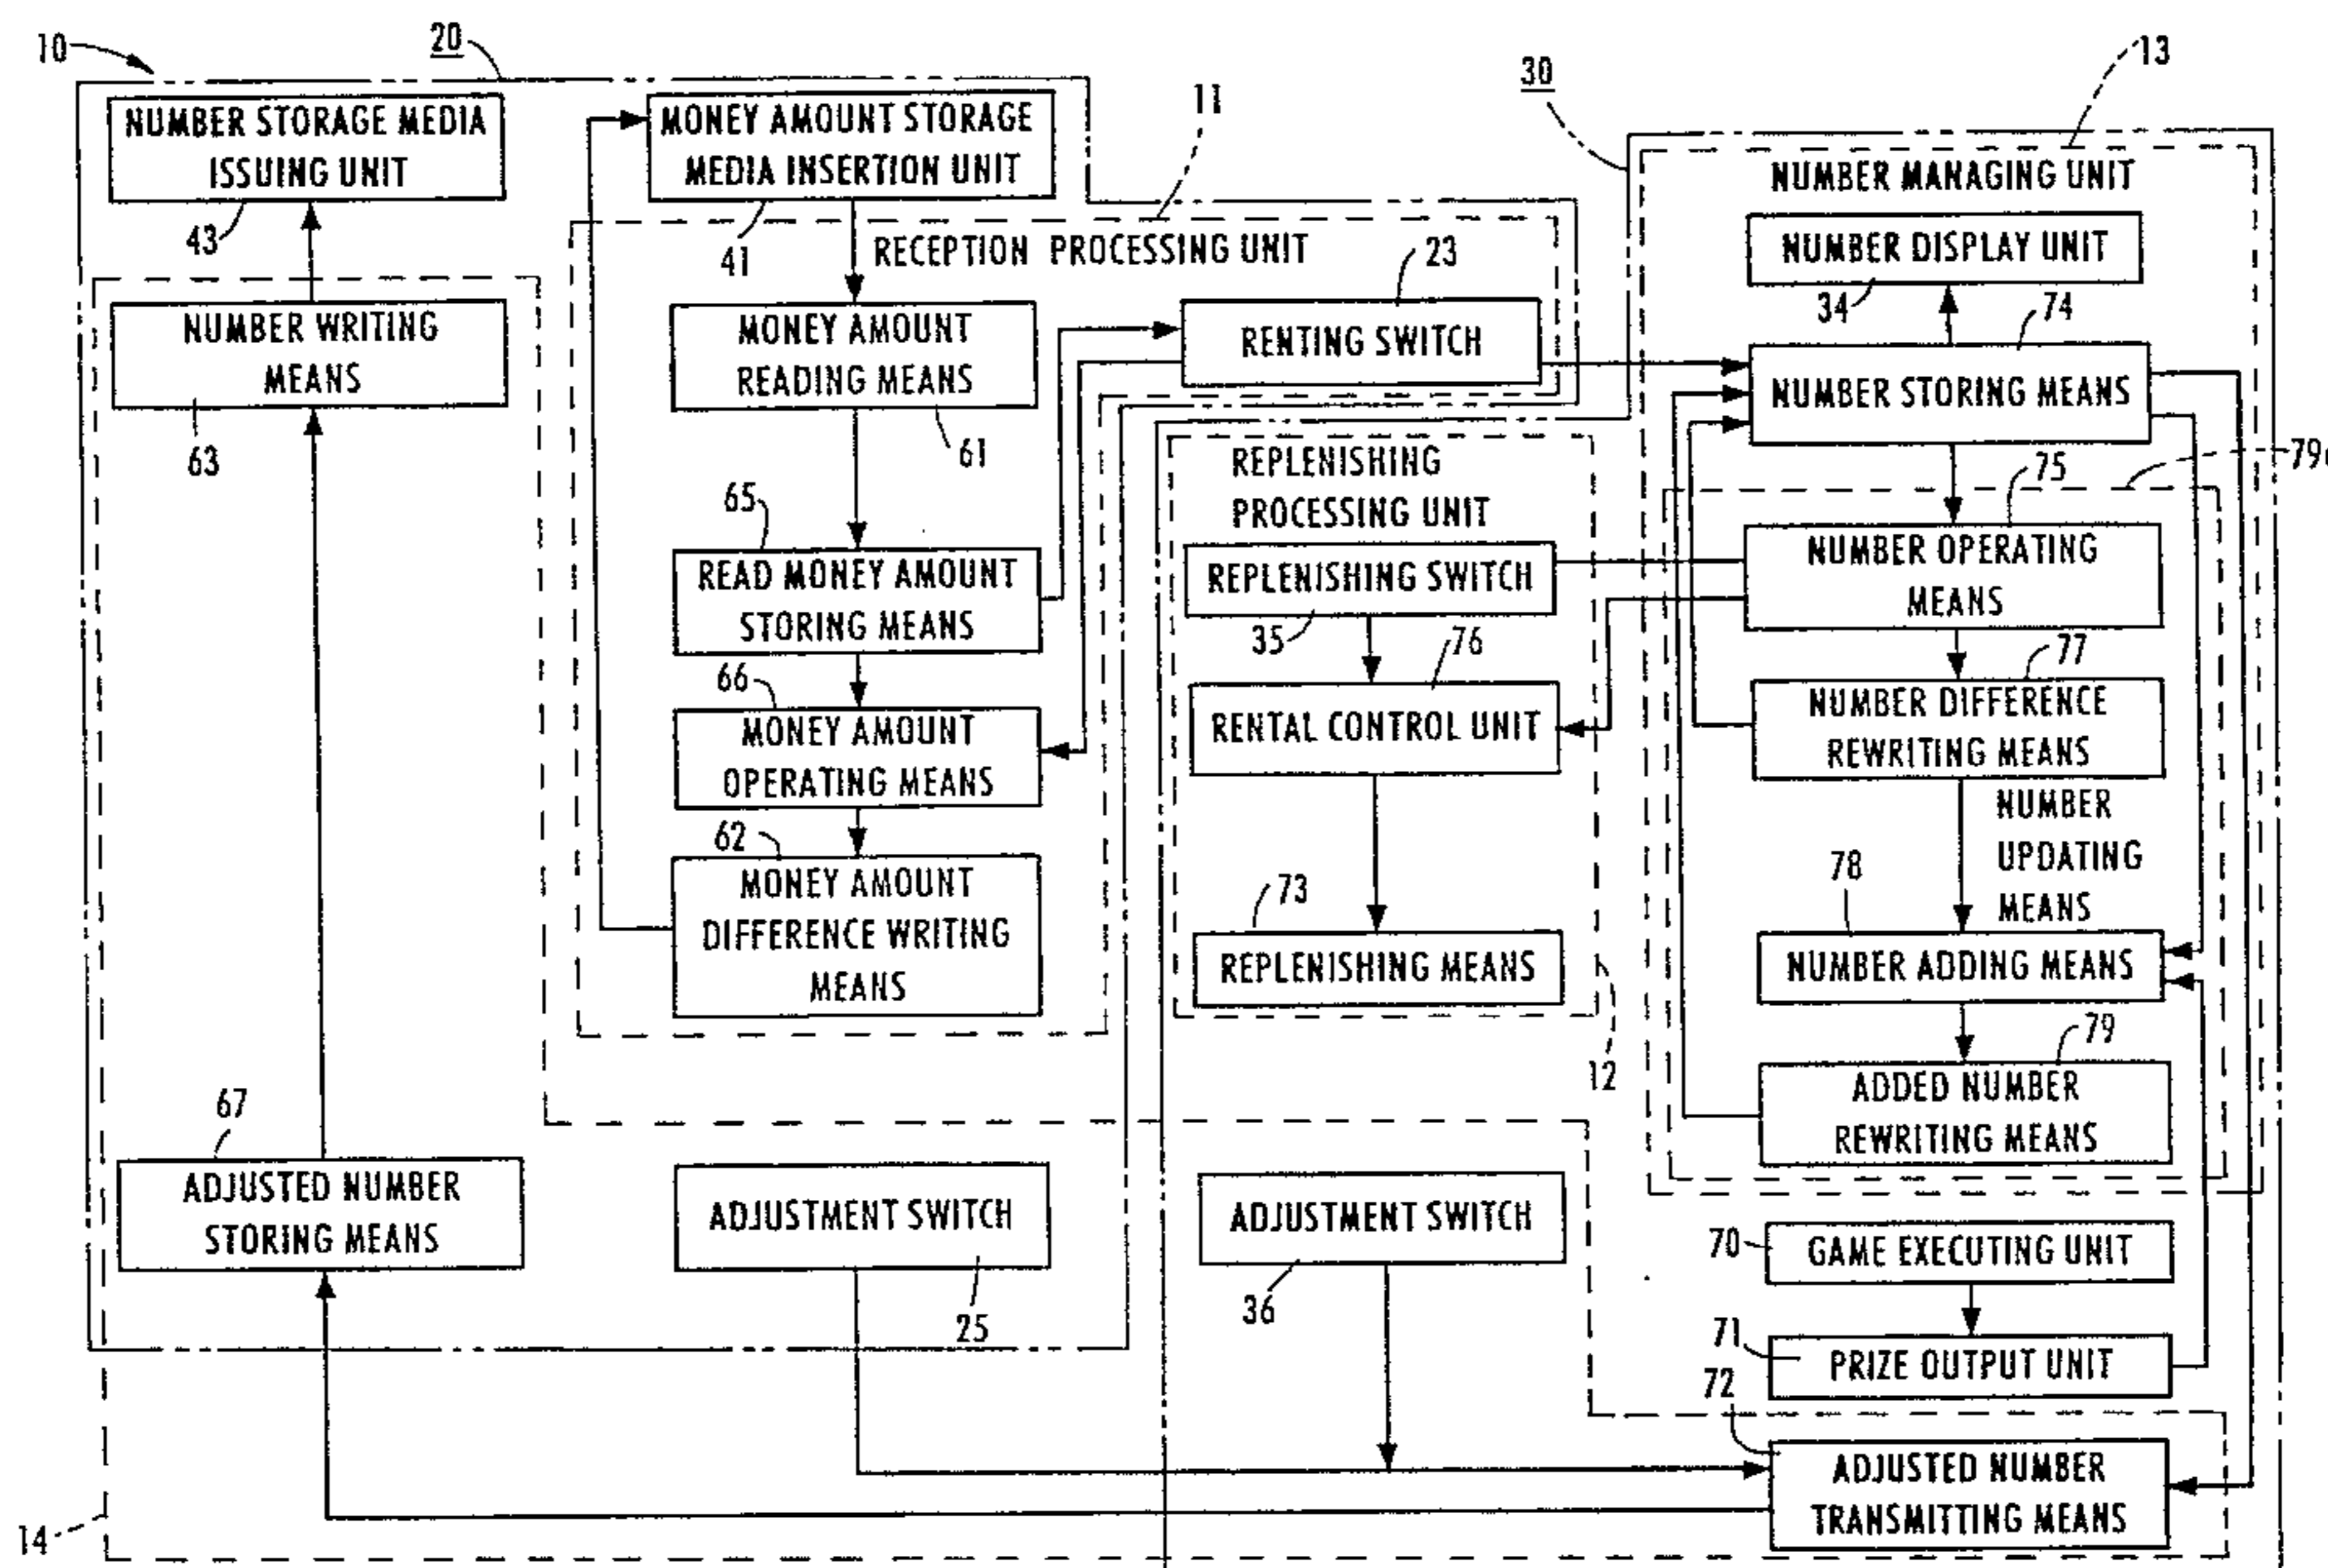 10
20
30
13
11
NUMBER STORAGE MEDIA
ISSUING UNIT
43
MONEY AMOUNT STORAGE
MEDIA INSERTION UNIT
41
NUMBER MANAGING UNIT
NUMBER DISPLAY UNIT
34
74
RECEPTION PROCESSING UNIT
23
NUMBER WRITING
MEANS
63
MONEY AMOUNT
READING MEANS
61
RENTING SWITCH
NUMBER STORING MEANS
75
REPLENISHING
PROCESSING UNIT
65
READ MONEY AMOUNT
STORING MEANS
REPLENISHING SWITCH
35
76
NUMBER OPERATING
MEANS
77
66
MONEY AMOUNT
OPERATING MEANS
RENTAL CONTROL UNIT
NUMBER DIFFERENCE
REWRITING MEANS
NUMBER
UPDATING
MEANS
62
MONEY AMOUNT
DIFFERENCE WRITING
MEANS
73
REPLENISHING MEANS
12
78
NUMBER ADDING MEANS
79
ADDED NUMBER
REWRITING MEANS
67
ADJUSTED NUMBER
STORING MEANS
ADJUSTMENT SWITCH
25
ADJUSTMENT SWITCH
36
70
GAME EXECUTING UNIT
71
PRIZE OUTPUT UNIT
72
ADJUSTED NUMBER
TRANSMITTING MEANS
14